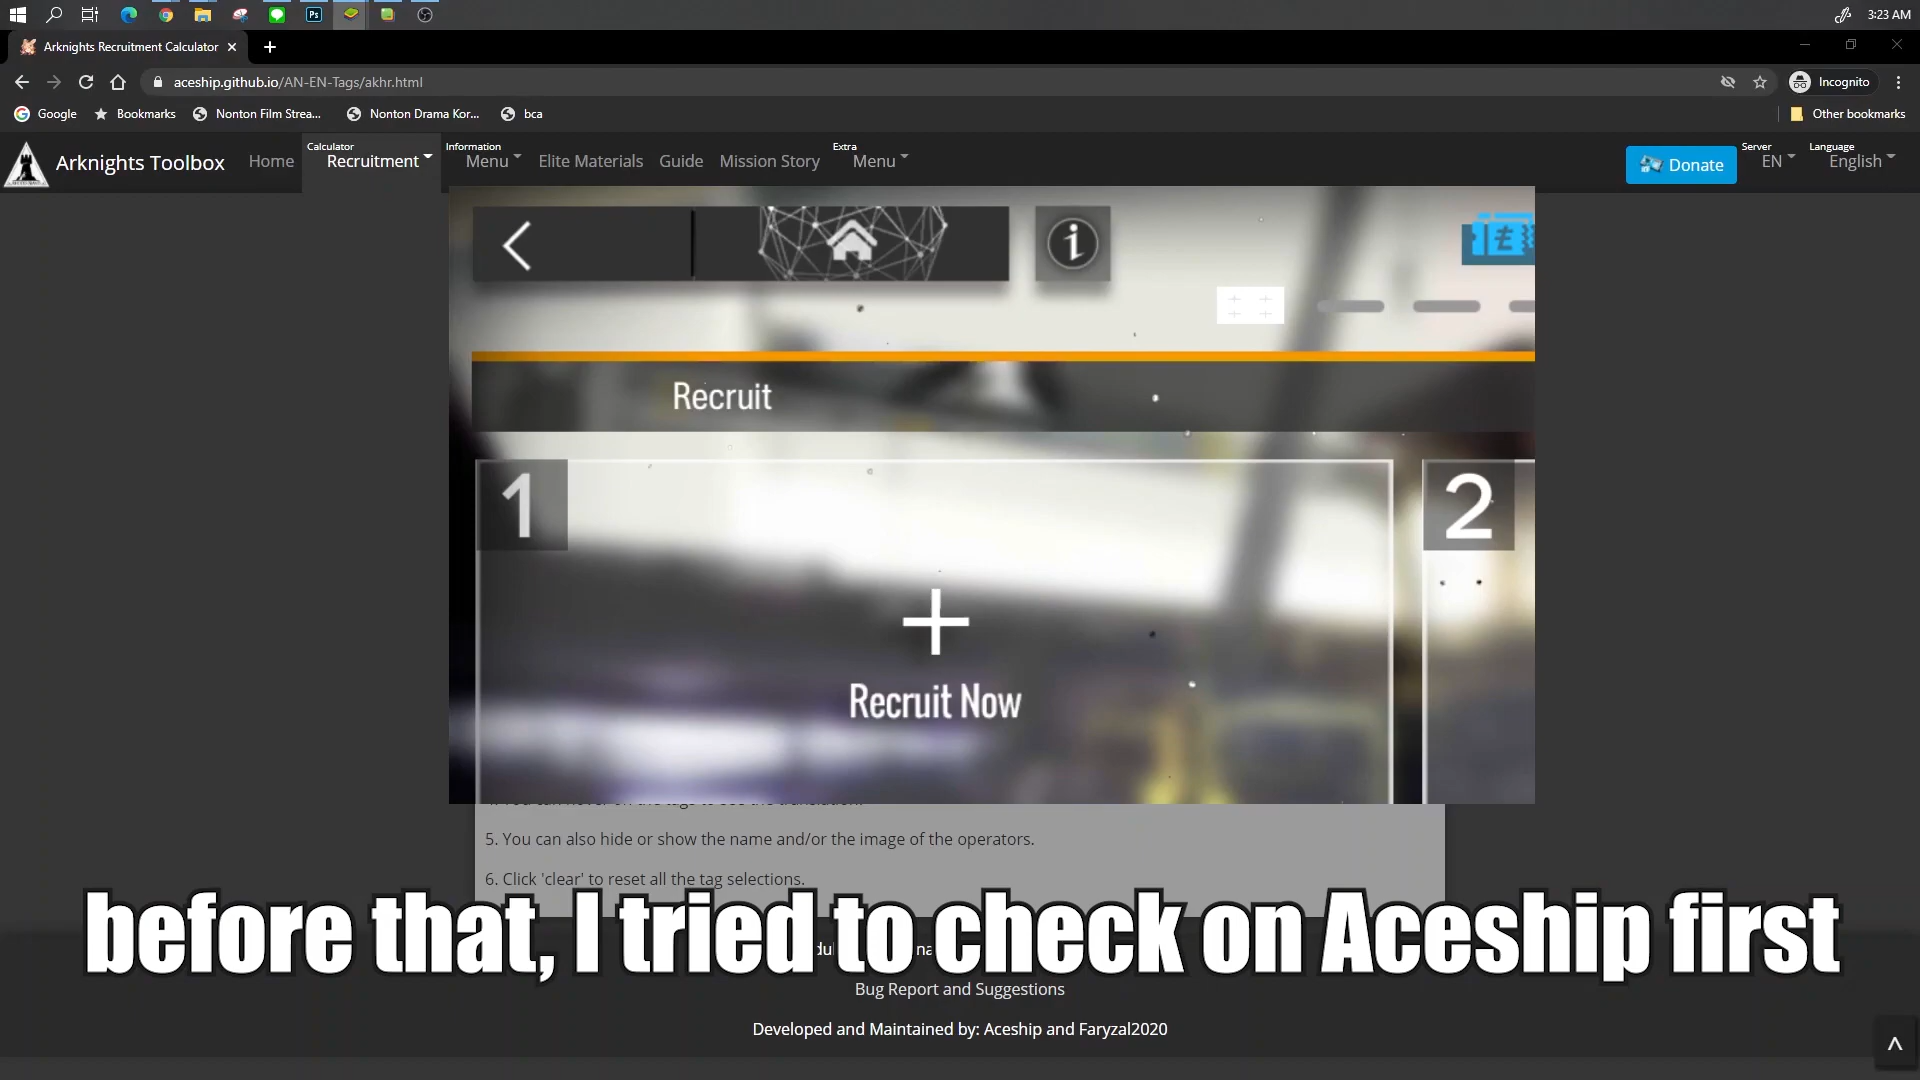 3:23 AM
Arknights Recruitment Calculator
aceship.github.io/AN-EN-Tags/akhr.html
Incognito
Google
Bookmarks
Nonton Film Strea...
Nonton Drama Kor...
bca
Other bookmarks
Arknights Toolbox
Home
Calculator
Recruitment
Information
Menu
Elite Materials
Guide
Mission Story
Extra
Menu
Donate
Server
EN
Language
English
Recruit
1
2
Recruit Now
5. You can also hide or show the name and/or the image of the operators.
6. Click 'clear' to reset all the tag selections.
before that, I tried to check on Aceship first
Bug Report and Suggestions
Developed and Maintained by: Aceship and Faryzal2020